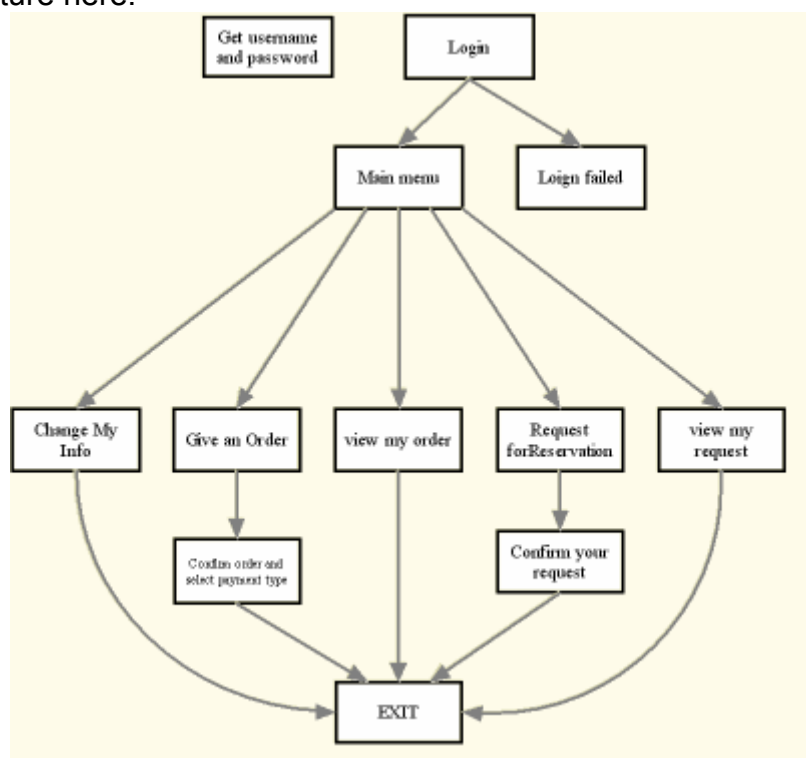 ture here.
Get username
and password
Login
Main menu
Loign failed
Change My
Info
Give an Order
view my order
Request
forReservation
view my
request
Confirm order and
select payment type
Confirm your
request
EXIT